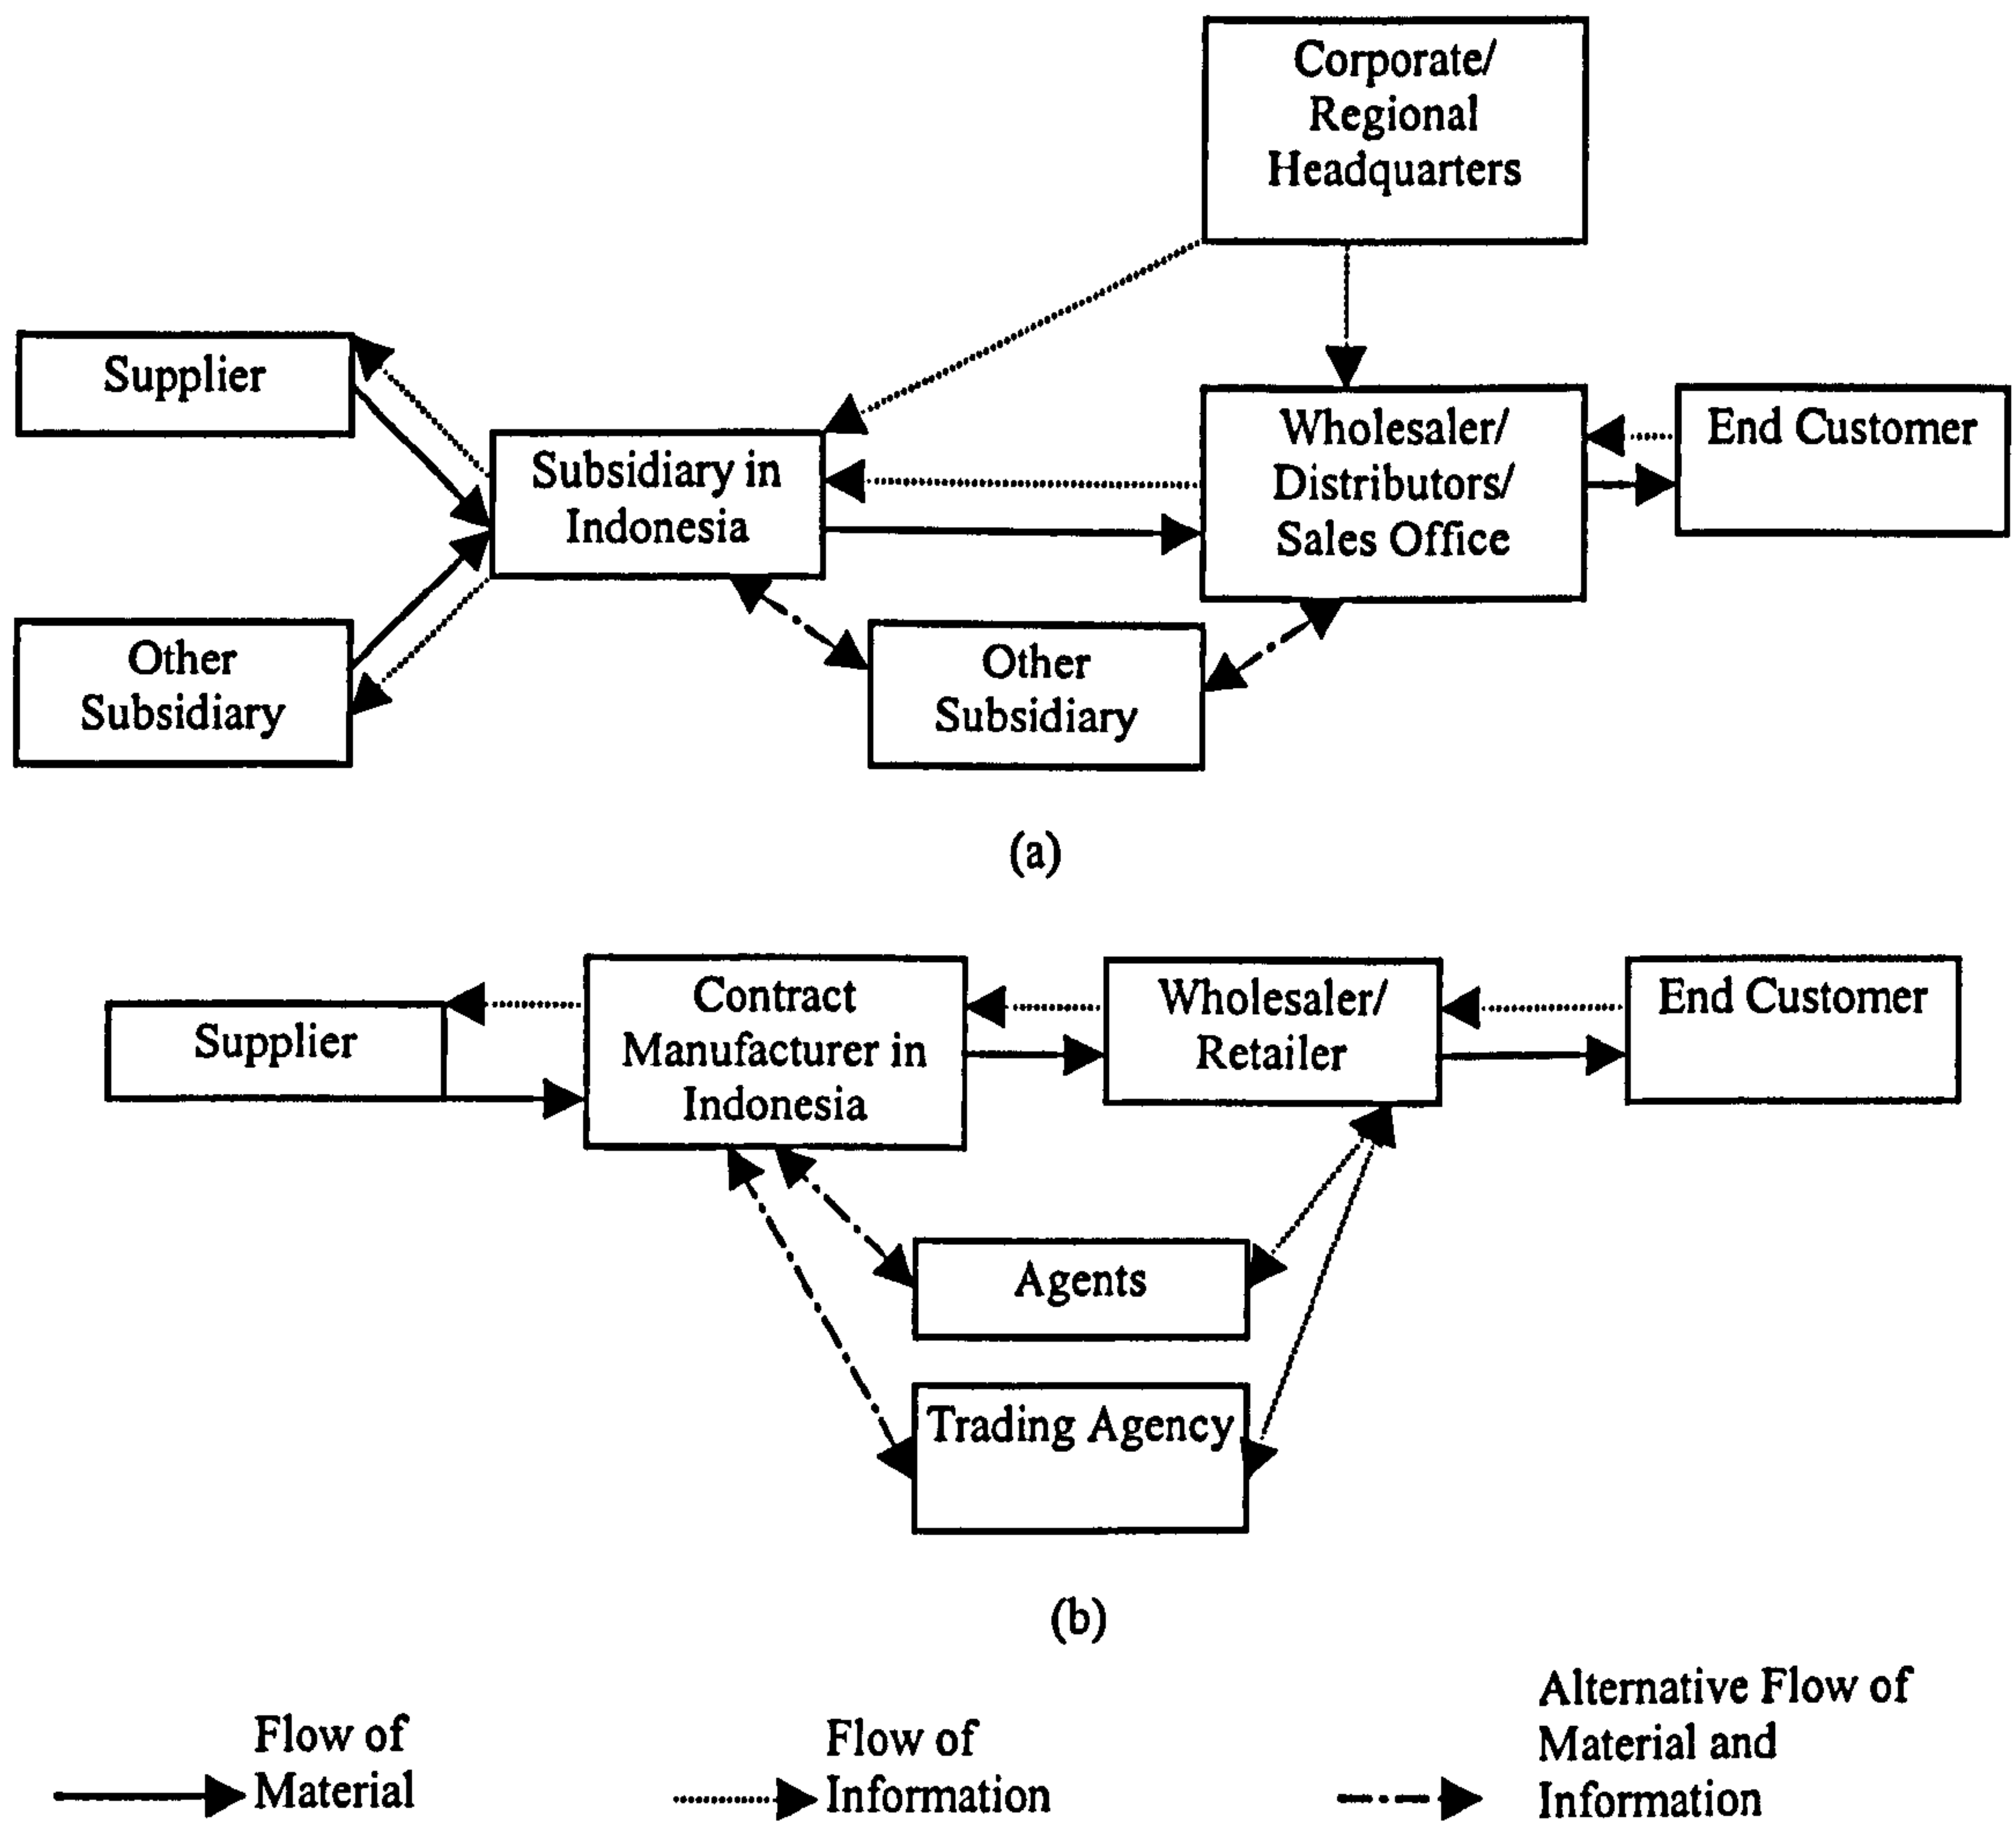 Corporate/
Regional
Headquarters
Supplier
Subsidiary in
Indonesia
Wholesaler/
Distributors/
Sales Office
End Customer
Other
Subsidiary
Other
Subsidiary
(a)
Supplier
Contract
Manufacturer in
Indonesia
Wholesaler/
Retailer
End Customer
Agents
Trading Agency
(b)
Flow of
Material
Flow of
Information
Alternative Flow of
Material and
Information